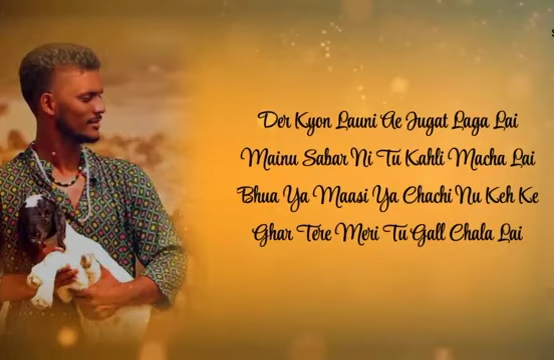 Der Kyon Launi Ae Jugat Laga Lai
Mainu Sabar Ni Tu Kahli Macha Lai
Bhua Ya Maasi Ya Chachi Nu Keh Ke
Ghar Tere Meri Tu Gall Chala Lai